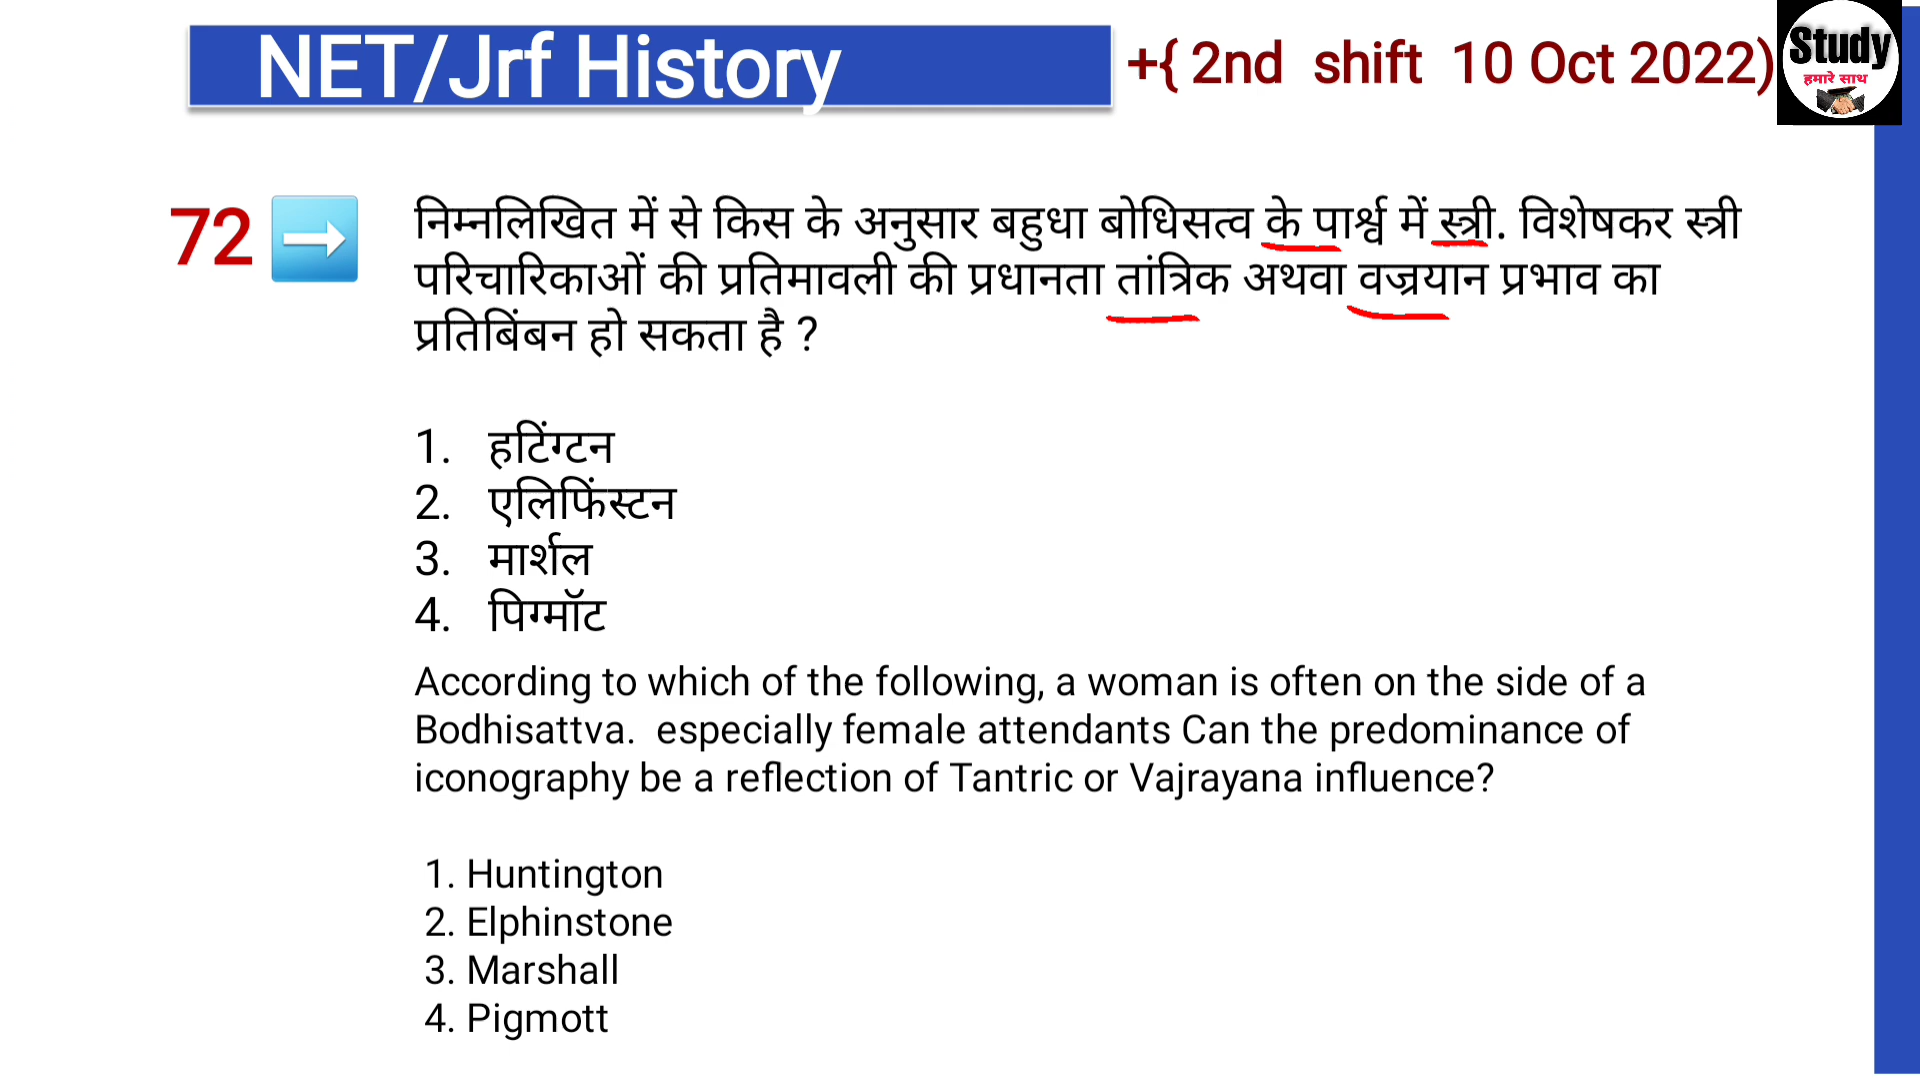 NET/Jrf History
+{ 2nd shift 10 Oct 2022)
Study
हमारे साथ
72
निम्नलिखित में से किस के अनुसार बहुधा बोधिसत्व के पार्श्व में स्त्री. विशेषकर स्त्री
परिचारिकाओं की प्रतिमावली की प्रधानता तांत्रिक अथवा वज्रयान प्रभाव का
प्रतिबिंबन हो सकता है ?
1. हटिंग्टन
2. एलिफिंस्टन
3. मार्शल
4. पिग्मॉट
According to which of the following, a woman is often on the side of a
Bodhisattva. especially female attendants Can the predominance of
iconography be a reflection of Tantric or Vajrayana influence?
1. Huntington
2. Elphinstone
3. Marshall
4. Pigmott